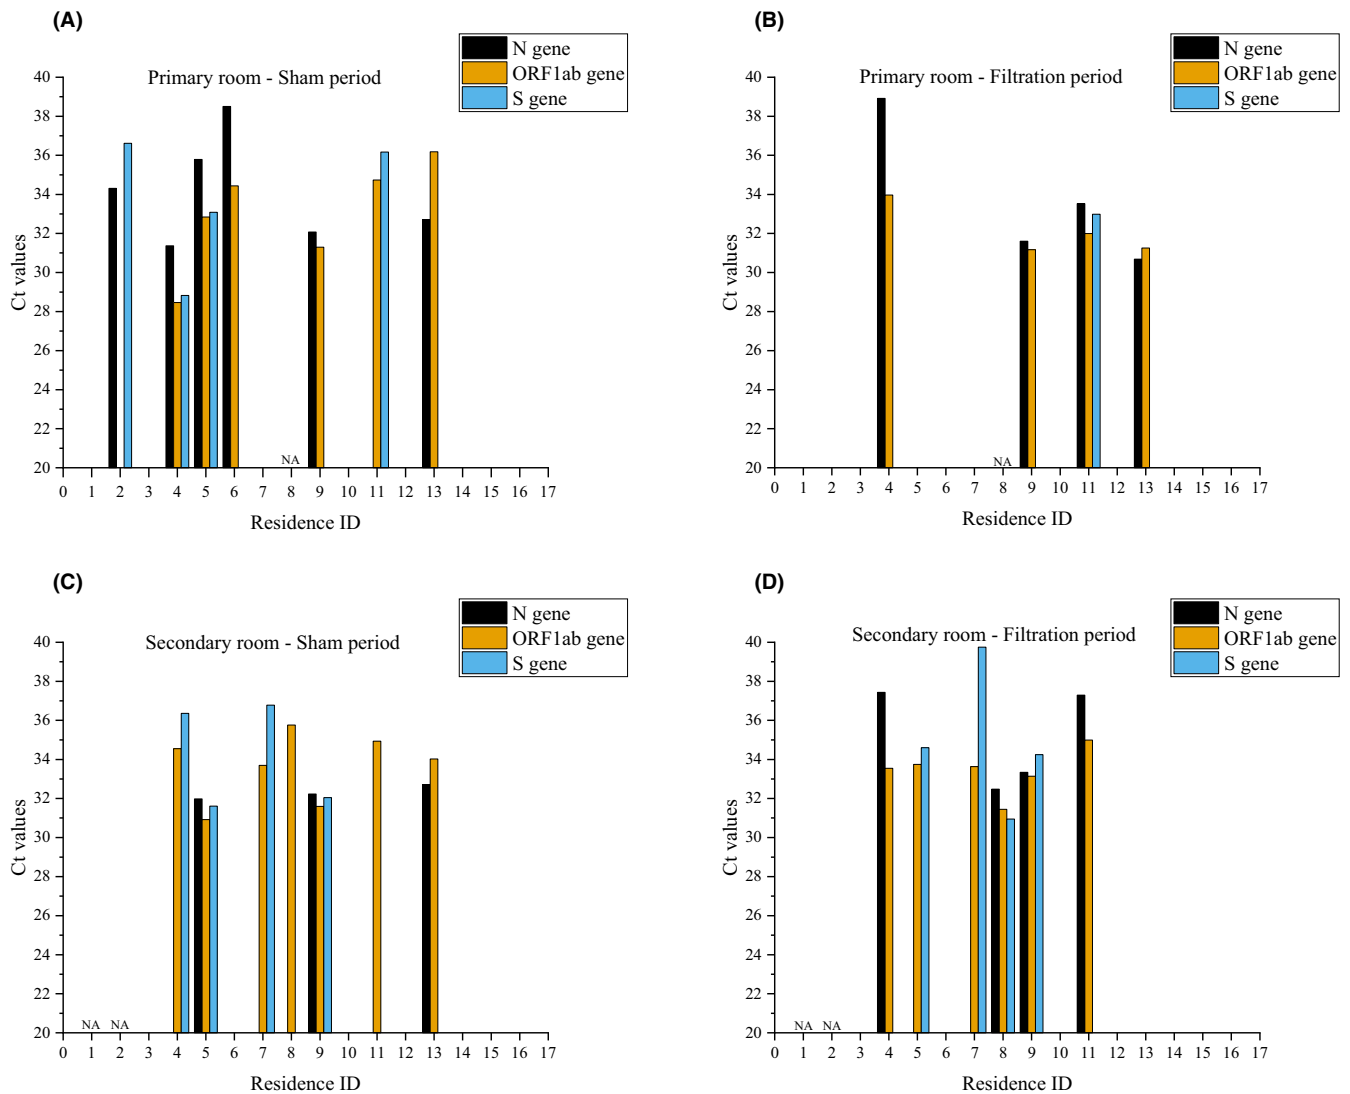 (A)
N gene
ORF1ab gene
S gene
Primary room - Sham period
40
38
36
34
32
30
28
26
24
22
20
Ct values
NA
0 1 2 3 4 5 6 7 8 9 10 11 12 13 14 15 16 17
Residence ID
(B)
N gene
ORF1ab gene
S gene
Primary room - Filtration period
40
38
36
34
32
30
28
26
24
22
20
Ct values
NA
0 1 2 3 4 5 6 7 8 9 10 11 12 13 14 15 16 17
Residence ID
(C)
N gene
ORF1ab gene
S gene
Secondary room - Sham period
40
38
36
34
32
30
28
26
24
22
20
Ct values
NA NA
0 1 2 3 4 5 6 7 8 9 10 11 12 13 14 15 16 17
Residence ID
(D)
N gene
ORF1ab gene
S gene
Secondary room - Filtration period
40
38
36
34
32
30
28
26
24
22
20
Ct values
NA NA
0 1 2 3 4 5 6 7 8 9 10 11 12 13 14 15 16 17
Residence ID